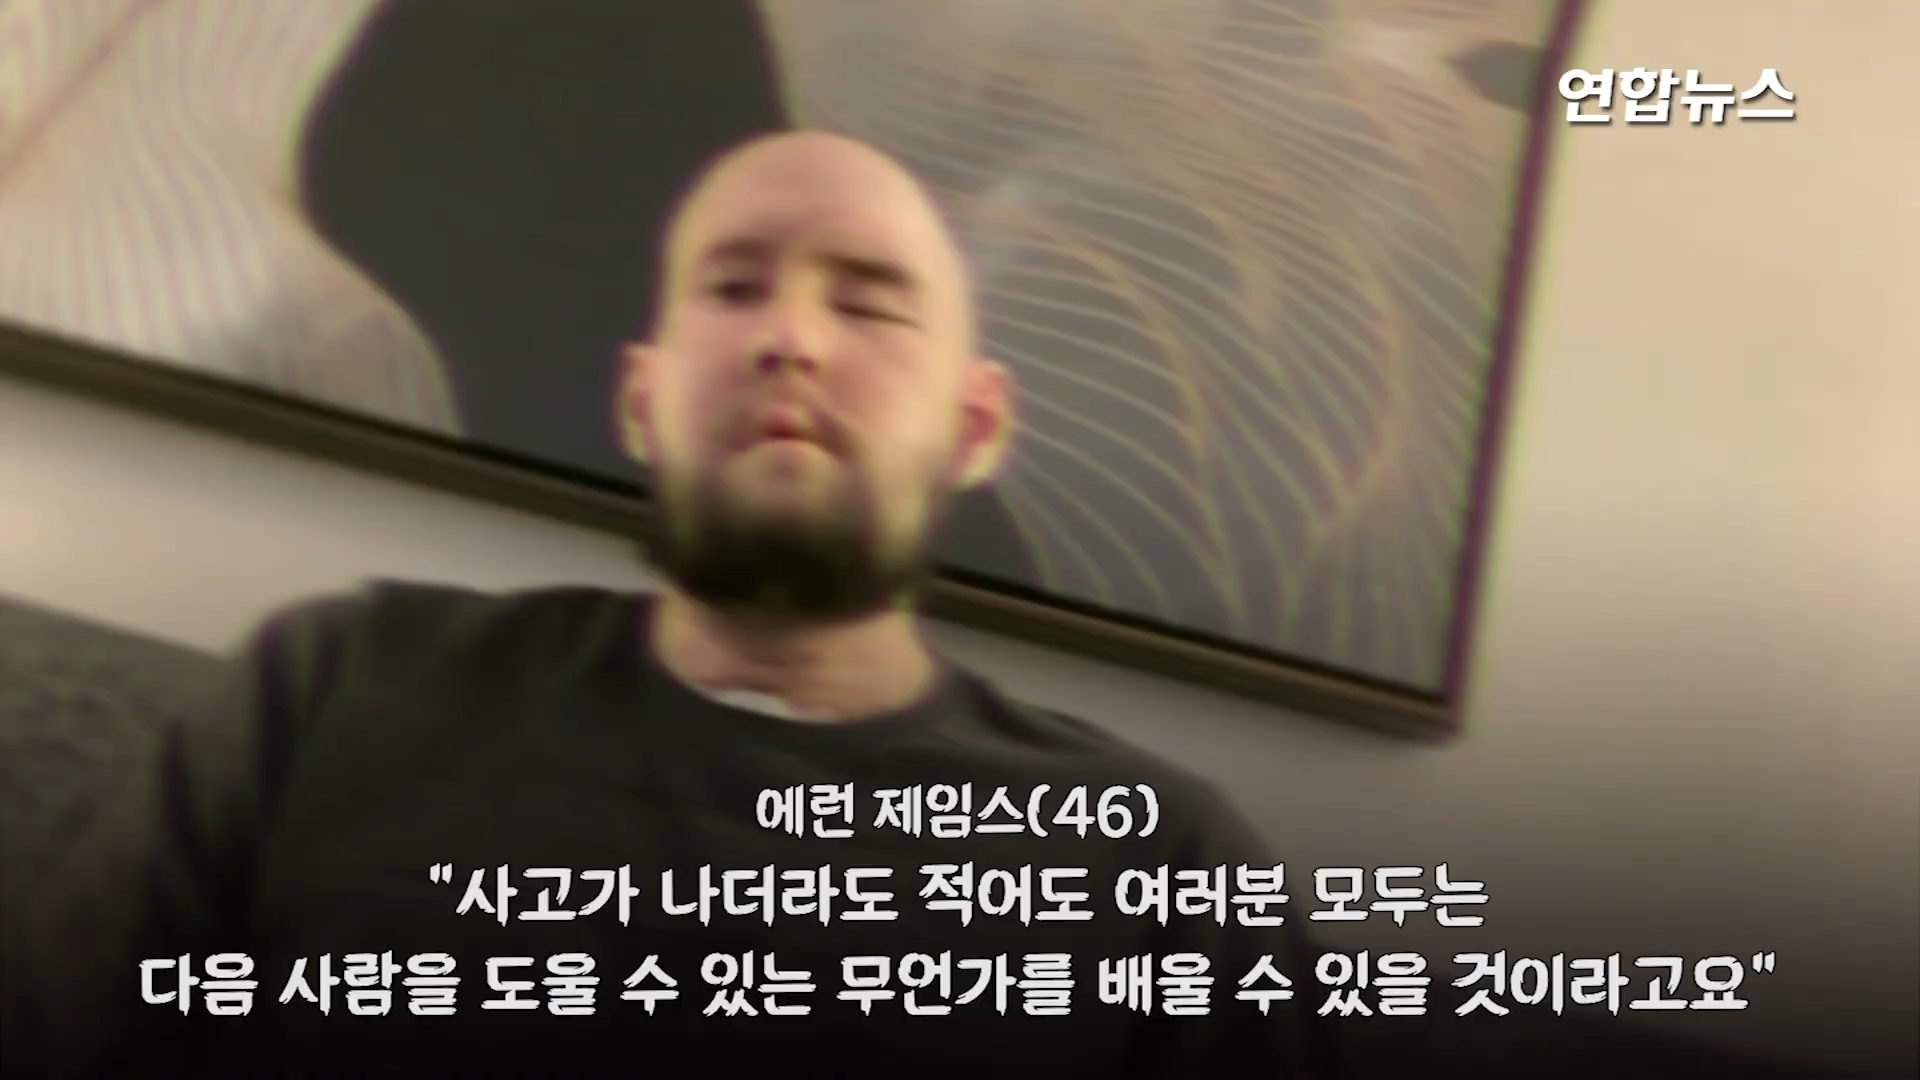 연합뉴스
에런 제임스(46)
"사고가 나더라도 적어도 여러분 모두는
다음 사람을 도울 수 있는 무언가를 배울 수 있을 것이라고요"